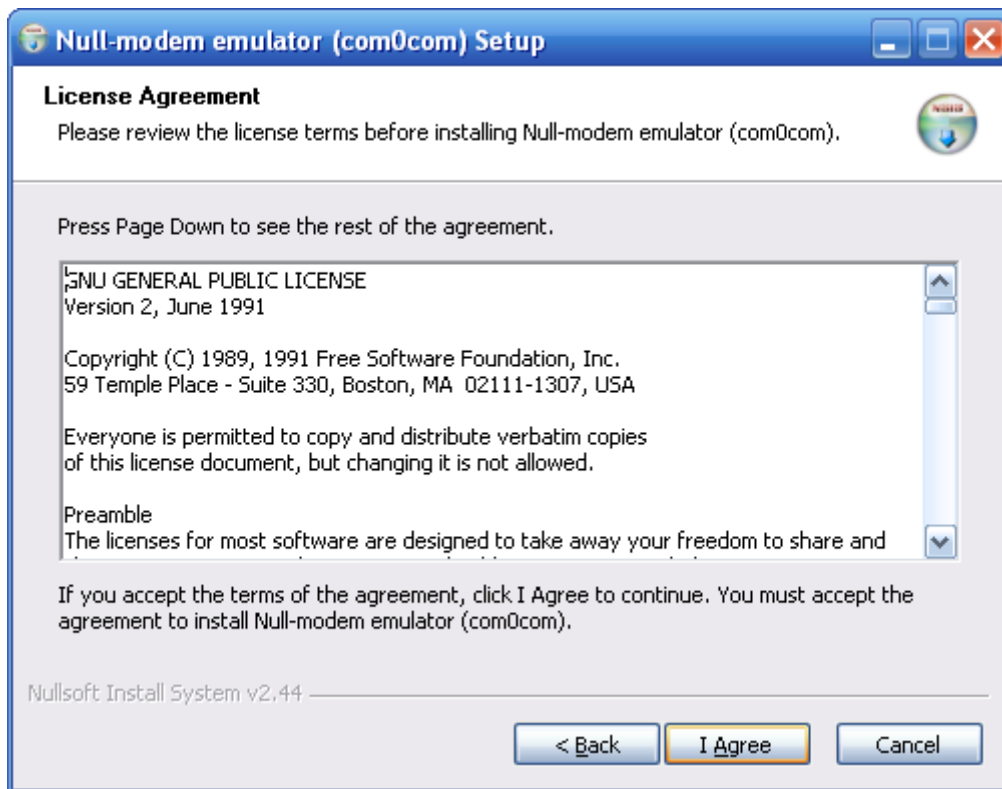 Null-modem emulator (com0com) Setup
License Agreement
Please review the license terms before installing Null-modem emulator (com0com).
Press Page Down to see the rest of the agreement.
GNU GENERAL PUBLIC LICENSE
Version 2, June 1991
Copyright (C) 1989, 1991 Free Software Foundation, Inc.
59 Temple Place - Suite 330, Boston, MA  02111-1307, USA
Everyone is permitted to copy and distribute verbatim copies
of this license document, but changing it is not allowed.
Preamble
The licenses for most software are designed to take away your freedom to share and
If you accept the terms of the agreement, click I Agree to continue. You must accept the
agreement to install Null-modem emulator (com0com).
Nullsoft Install System v2.44
< Back
I Agree
Cancel